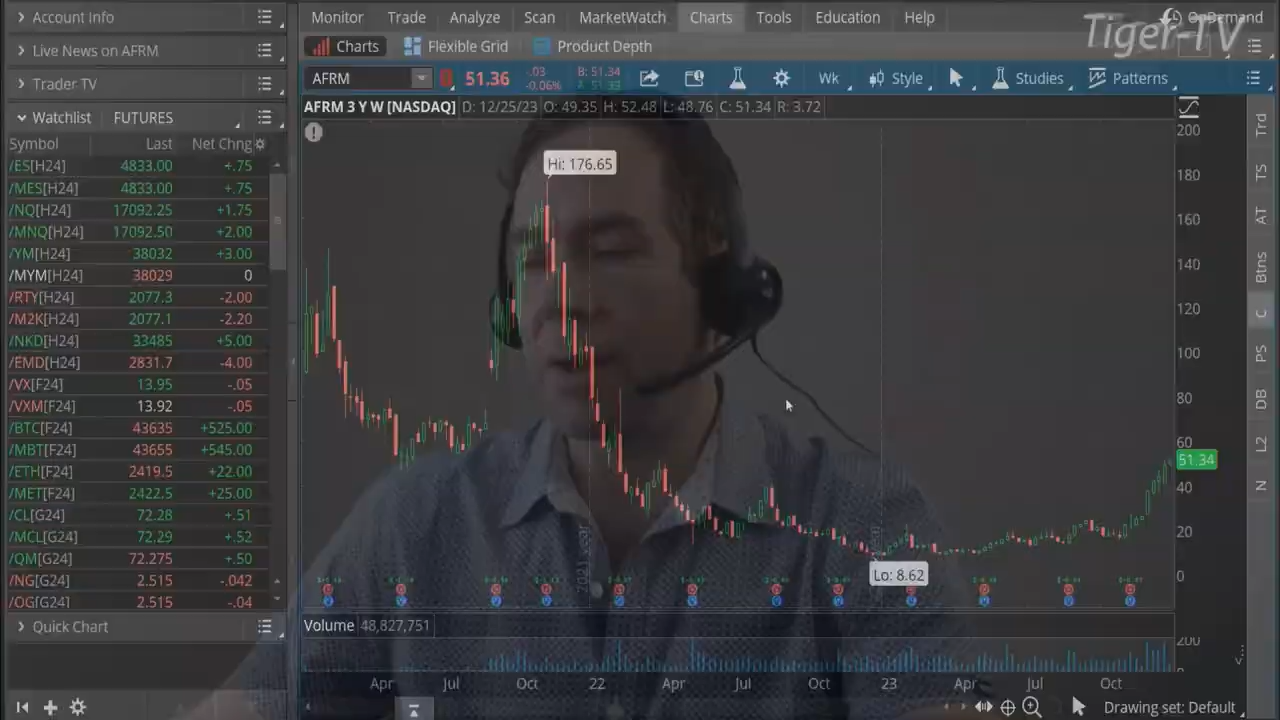 Account Info
Live News on AFRM
Trader TV
Watchlist FUTURES
Symbol Last Net Chng
/ES[H24] 4833.00 +.75
/MES[H24] 4833.00 +.75
/NQ[H24] 17092.25 +1.75
/MNQ[H24] 17092.50 +2.00
/YM[H24] 38032 +3.00
/MYM[H24] 38029 0
/RTY[H24] 2077.3 -2.00
/M2K[H24] 2077.1 -2.20
/NKD[H24] 33485 +5.00
/EMD[H24] 2831.7 -4.00
/VX[F24] 13.95 -.05
/VXM[F24] 13.92 -.05
/BTC[F24] 43635 +525.00
/MBT[F24] 43655 +545.00
/ETH[F24] 2419.5 +22.00
/MET[F24] 2422.5 +25.00
/CL[G24] 72.28 +.51
/MCL[G24] 72.29 +.52
/QM[G24] 72.275 +.50
/NG[G24] 2.515 -.042
/QG[G24] 2.515 -.04
Quick Chart
Monitor Trade Analyze Scan MarketWatch Charts Tools Education Help
OnDemand
Tiger-TV
Charts Flexible Grid Product Depth
AFRM 51.36 -.03 -0.06% B: 51.34 Wk Style Studies Patterns
AFRM 3 Y W [NASDAQ] D: 12/25/23 O: 49.35 H: 52.48 L: 48.76 C: 51.34 R: 3.72
Hi: 176.65
Lo: 8.62
200
180
160
140
120
100
80
60
51.34
40
20
0
2021 year
Volume 48,827,751
200
0
Apr Jul Oct 22 Apr Jul Oct 23 Apr Jul Oct
Drawing set: Default
Trd
TS
AT
Btns
C
PS
DB
L2
N